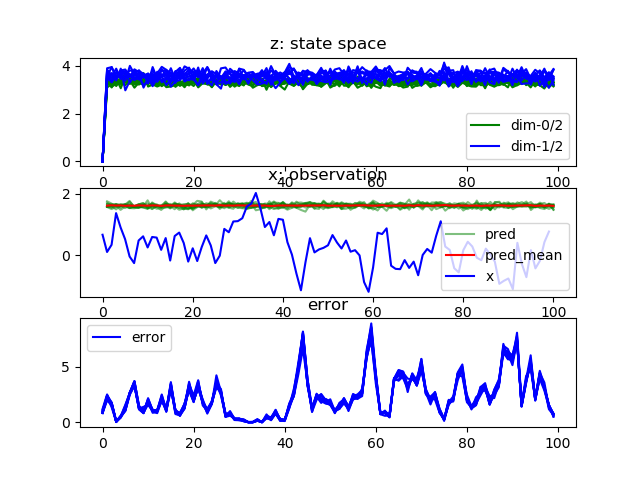 z: state space
4
2
0
dim-0/2
dim-1/2
0 20 40 60 80 100
x: observation
2
0
pred
pred_mean
x
0 20 40 60 80 100
error
5
0
error
0 20 40 60 80 100